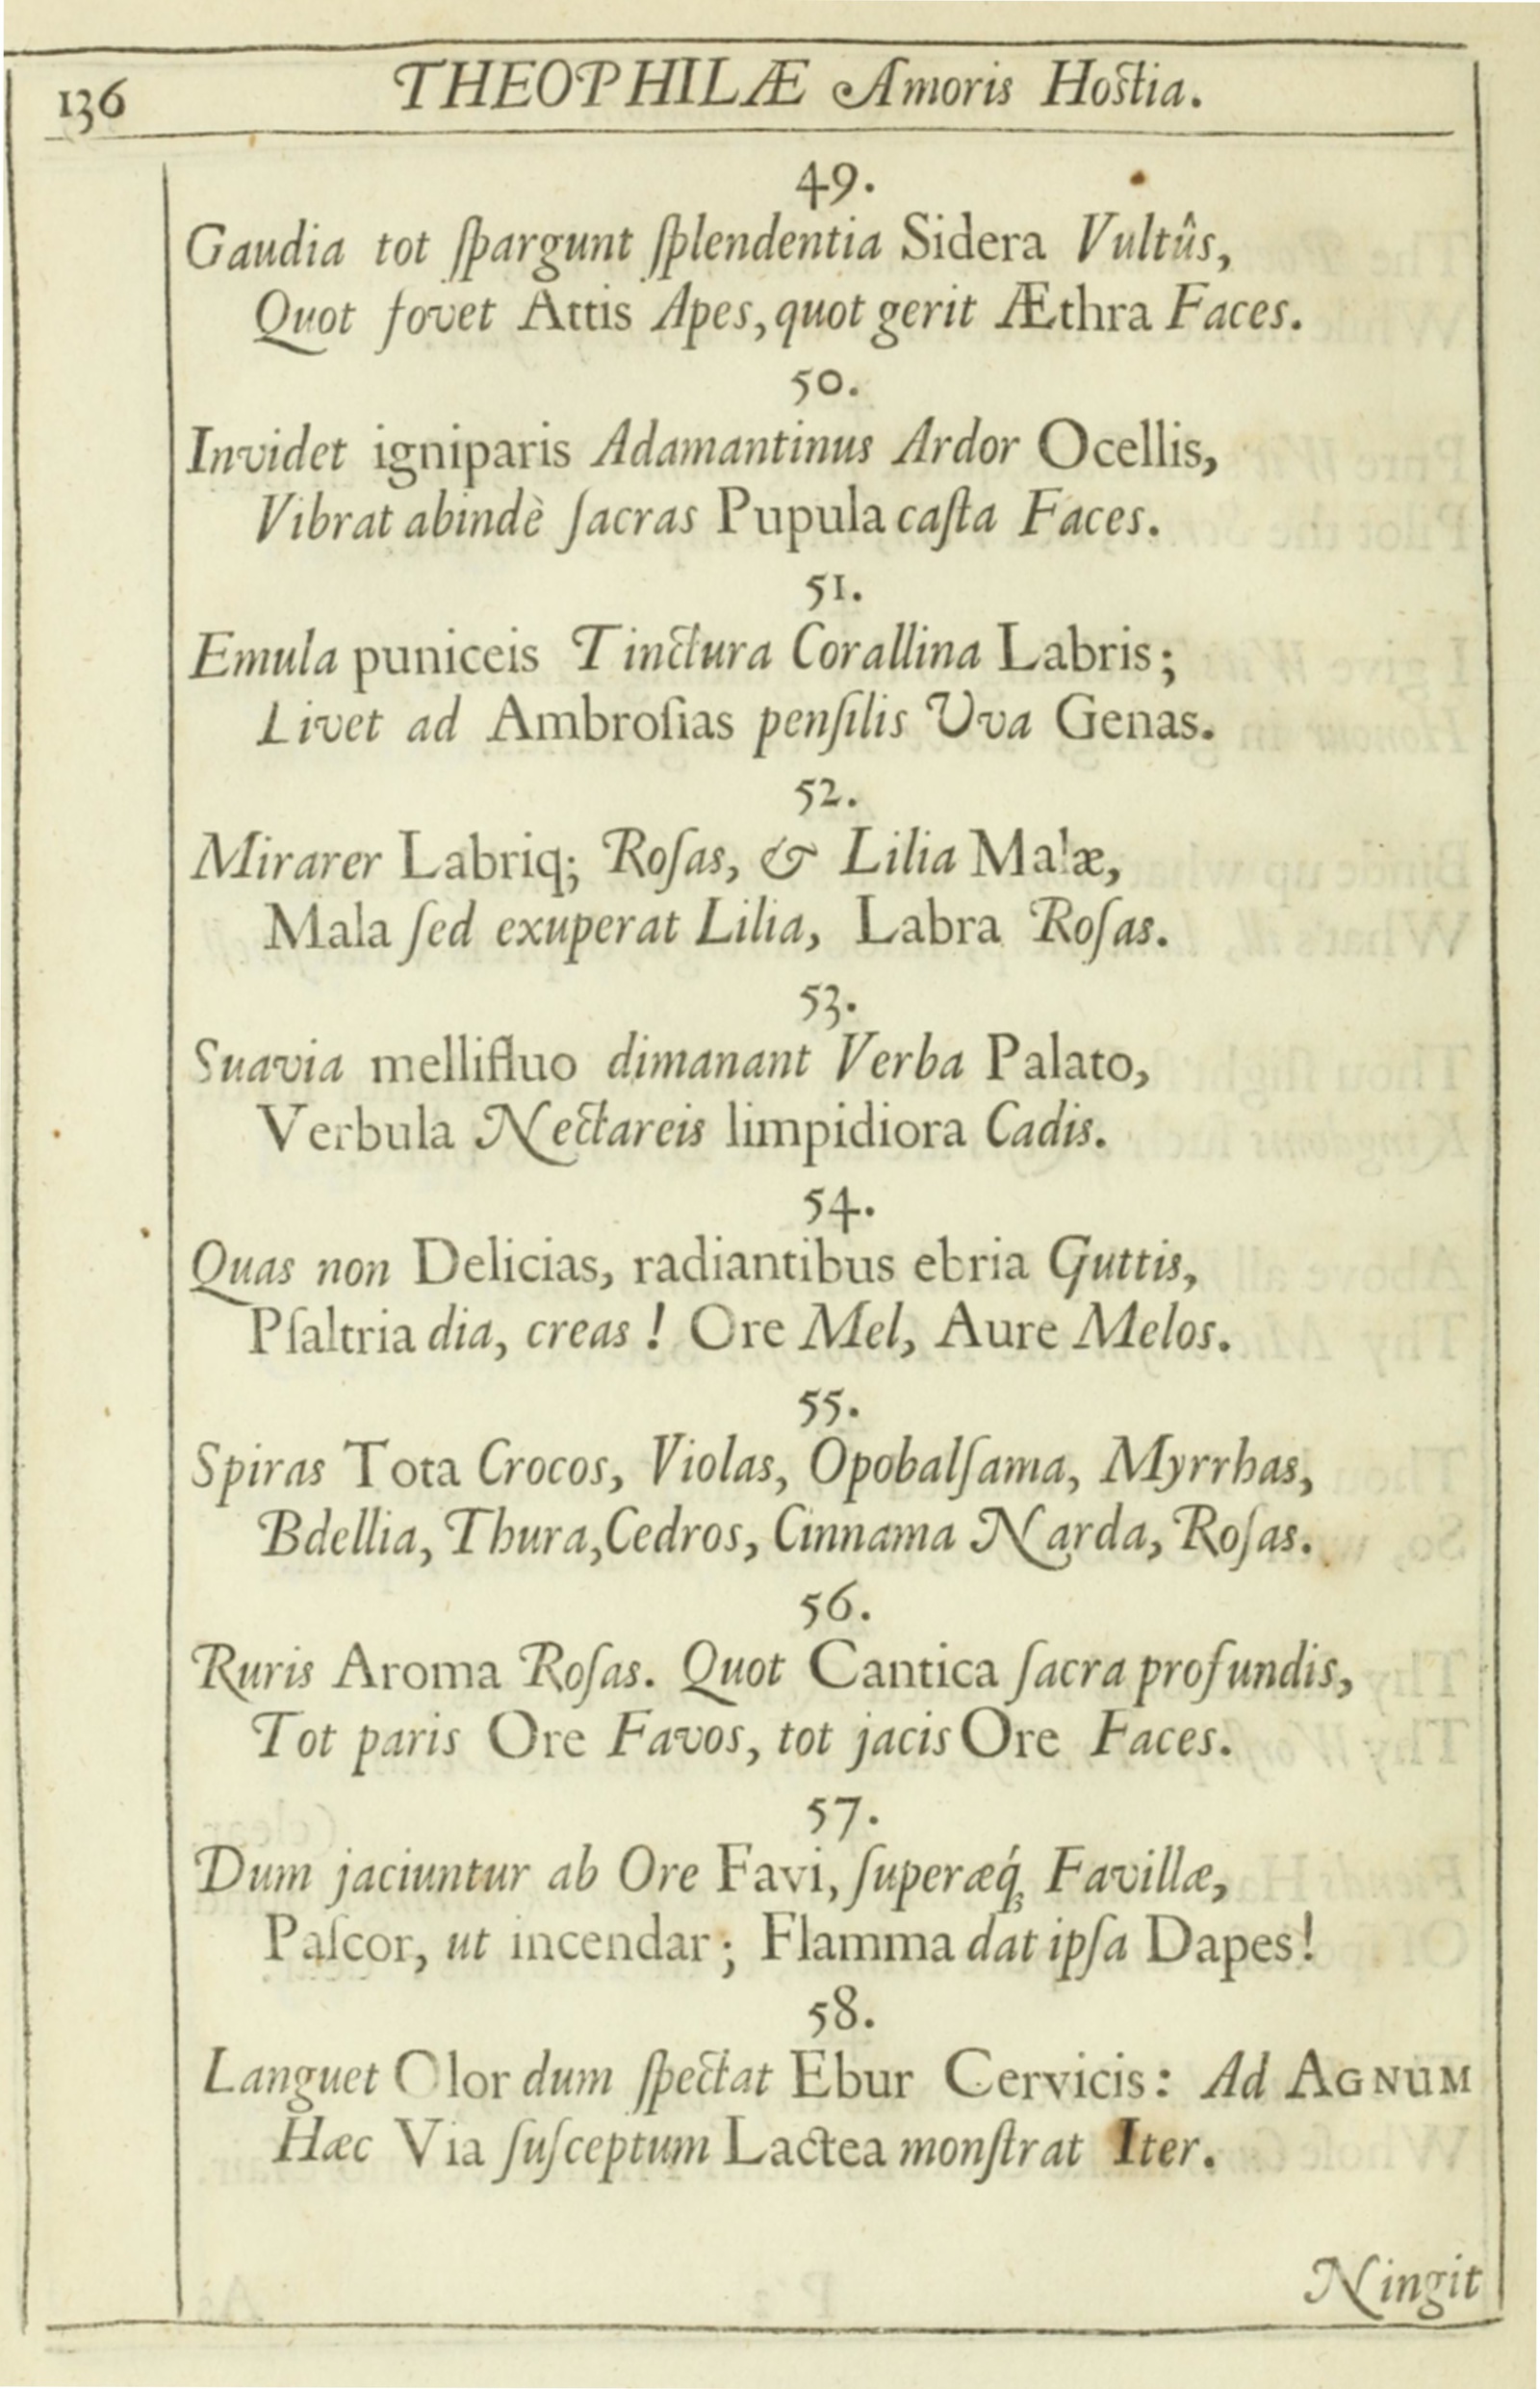 136 THEOPHILÆ Amoris Hostia.
49.
Gaudia tot ſpargunt ſplendentia Sidera Vultûs,
Quot fovet Attis Apes, quot gerit Æthra Faces.
50.
Invidet igniparis Adamantinus Ardor Ocellis,
Vibrat abindè ſacras Pupula caſta Faces.
51.
Emula puniceis Tinctura Corallina Labris;
Livet ad Ambroſias penſilis Uva Genas.
52.
Mirarer Labriq; Roſas, & Lilia Malæ,
Mala ſed exuperat Lilia, Labra Roſas.
53.
Suavia mellifluo dimanant Verba Palato,
Verbula Nectareis limpidiora Cadis.
54.
Quas non Delicias, radiantibus ebria Guttis,
Pſaltria dia, creas! Ore Mel, Aure Melos.
55.
Spiras Tota Crocos, Violas, Opobalſama, Myrrhas,
Bdellia, Thura, Cedros, Cinnama Narda, Roſas.
56.
Ruris Aroma Roſas. Quot Cantica ſacra profundis,
Tot paris Ore Favos, tot jacis Ore Faces.
57.
Dum jaciuntur ab Ore Favi, ſuperæq́; Favillæ,
Paſcor, ut incendar; Flamma dat ipſa Dapes!
58.
Languet Olor dum ſpectat Ebur Cervicis: Ad AGNUM
Hæc Via ſuſceptum Lactea monſtrat Iter.
Ningit